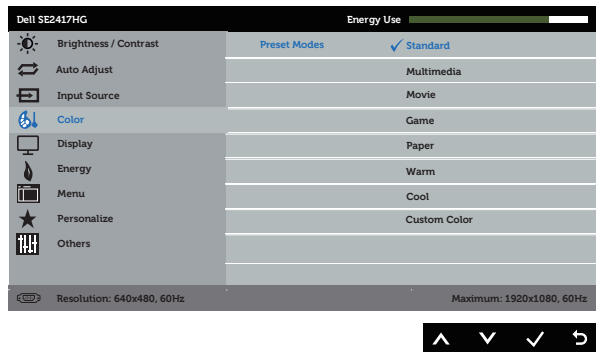 Dell SE2417HG Energy Use
Brightness / Contrast Preset Modes Standard
Auto Adjust Multimedia
Input Source Movie
Color Game
Display Paper
Energy Warm
Menu Cool
Personalize Custom Color
Others
Resolution: 640x480, 60Hz Maximum: 1920x1080, 60Hz